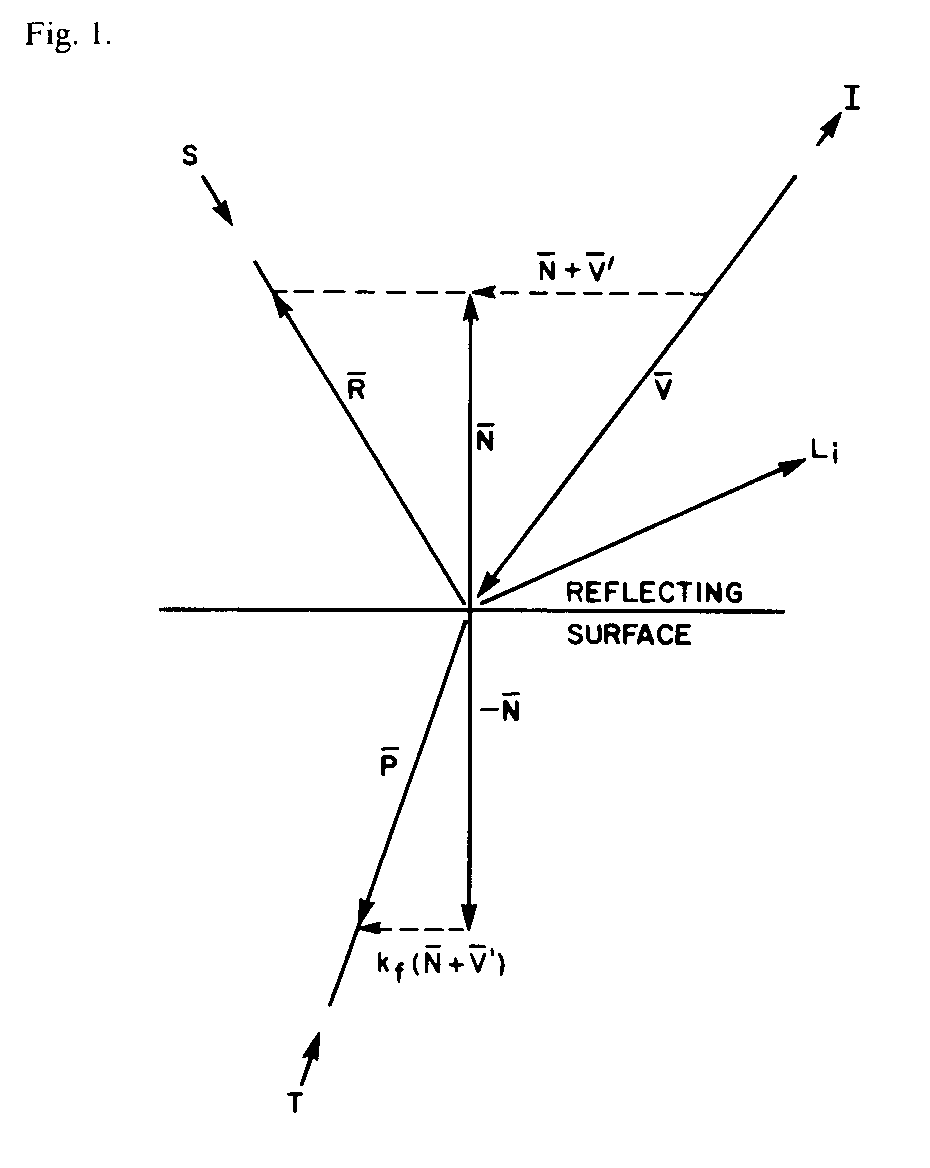 Fig. 1.
I
S
N̄ + V̄′
R̄
V̄
N̄
Lᵢ
REFLECTING
SURFACE
−N̄
P̄
k_f(N̄ + V̄′)
T